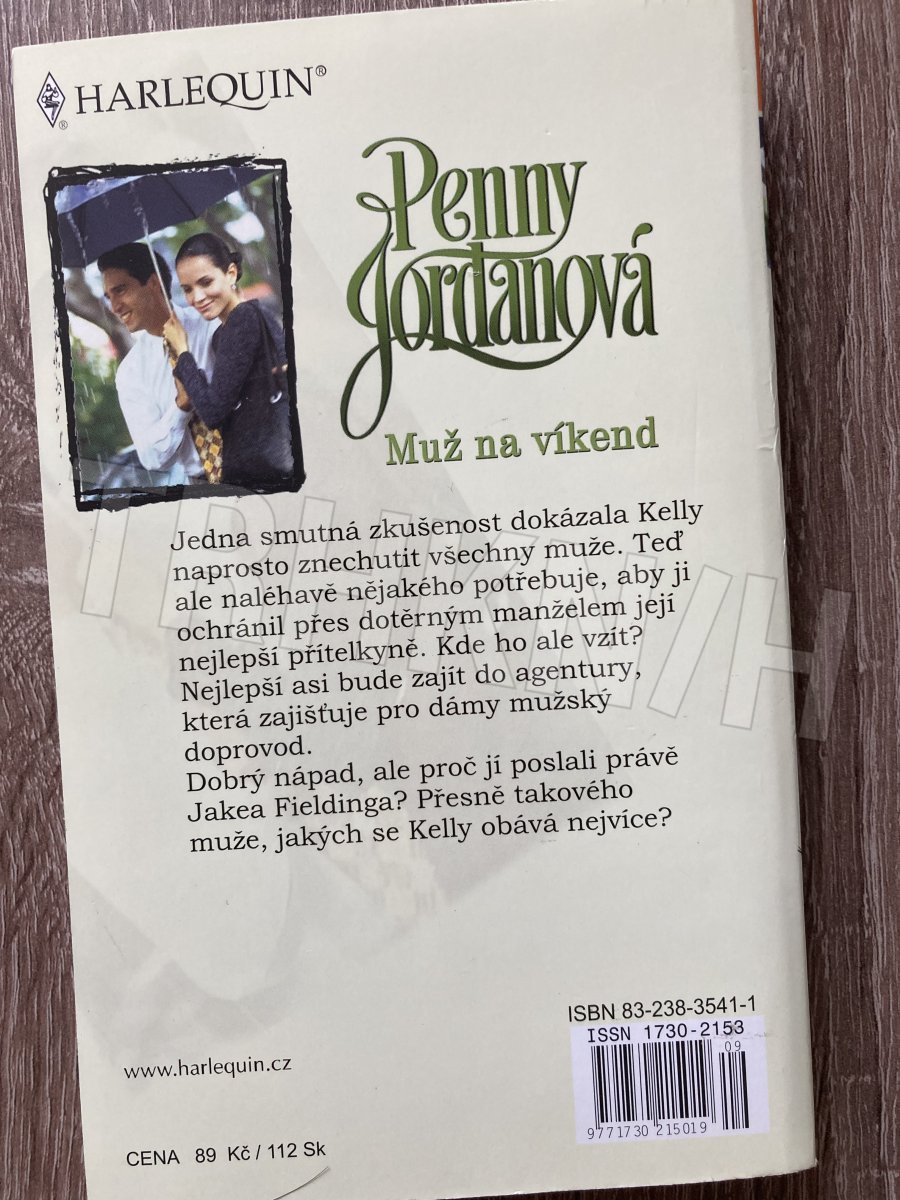 HARLEQUIN®
®
Penny
Jordanová
Muž na víkend
Jedna smutná zkušenost dokázala Kelly
naprosto znechutit všechny muže. Teď
ale naléhavě nějakého potřebuje, aby ji
ochránil přes dotěrným manželem její
nejlepší přítelkyně. Kde ho ale vzít?
Nejlepší asi bude zajít do agentury,
která zajišťuje pro dámy mužský
doprovod.
Dobrý nápad, ale proč jí poslali právě
Jakea Fieldinga? Přesně takového
muže, jakých se Kelly obává nejvíce?
TRHKNIH
ISBN 83-238-3541-1
ISSN 1730-2153
09
9771730 215019
www.harlequin.cz
CENA 89 Kč / 112 Sk